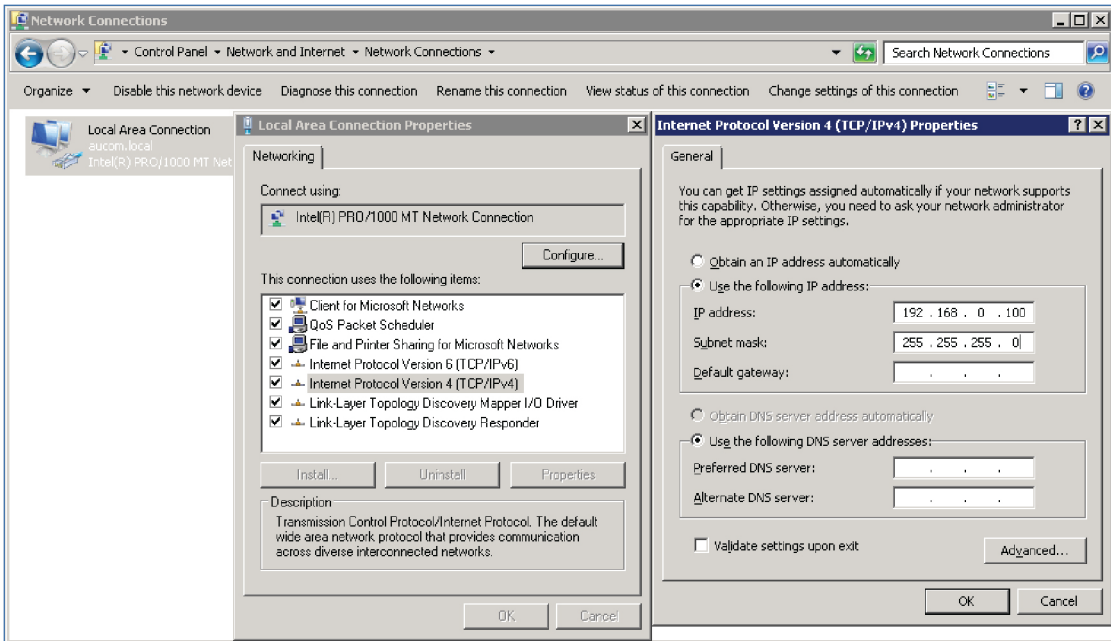 Network Connections
Control Panel Network and Internet Network Connections
Search Network Connections
Organize Disable this network device Diagnose this connection Rename this connection View status of this connection Change settings of this connection
Local Area Connection
aucom.local
Intel(R) PRO/1000 MT Net
Local Area Connection Properties
Networking
Connect using:
Intel(R) PRO/1000 MT Network Connection
Configure...
This connection uses the following items:
Client for Microsoft Networks
QoS Packet Scheduler
File and Printer Sharing for Microsoft Networks
Internet Protocol Version 6 (TCP/IPv6)
Internet Protocol Version 4 (TCP/IPv4)
Link-Layer Topology Discovery Mapper I/O Driver
Link-Layer Topology Discovery Responder
Install... Uninstall Properties
Description
Transmission Control Protocol/Internet Protocol. The default
wide area network protocol that provides communication
across diverse interconnected networks.
OK Cancel
Internet Protocol Version 4 (TCP/IPv4) Properties
General
You can get IP settings assigned automatically if your network supports
this capability. Otherwise, you need to ask your network administrator
for the appropriate IP settings.
Obtain an IP address automatically
Use the following IP address:
IP address: 192 . 168 . 0 . 100
Subnet mask: 255 . 255 . 255 . 0
Default gateway: . . .
Obtain DNS server address automatically
Use the following DNS server addresses:
Preferred DNS server: . . .
Alternate DNS server: . . .
Validate settings upon exit
Advanced...
OK Cancel